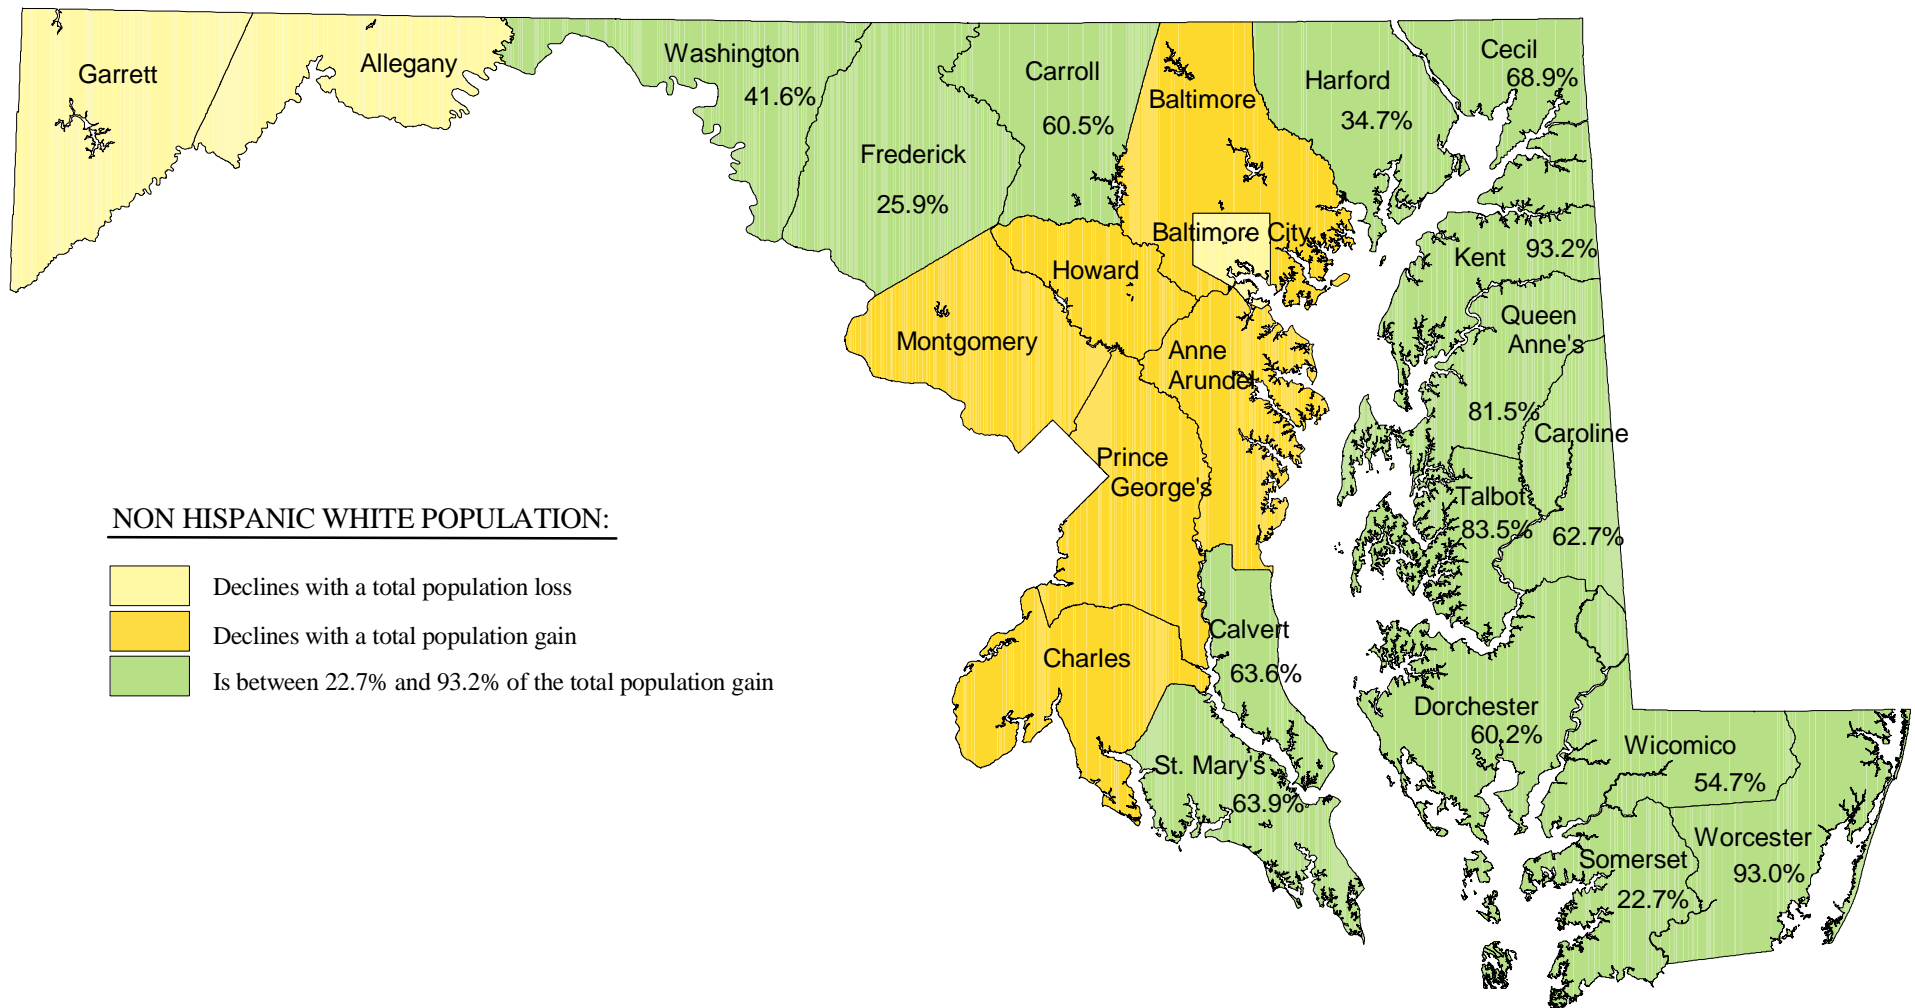 Garrett
Allegany
Washington
41.6%
Frederick
25.9%
Carroll
60.5%
Baltimore
Harford
34.7%
Cecil
68.9%
Baltimore City
Howard
Kent
93.2%
Montgomery
Anne
Arundel
Queen
Anne's
81.5%
Caroline
62.7%
Prince
George's
Talbot
83.5%
NON HISPANIC WHITE POPULATION:
Declines with a total population loss
Declines with a total population gain
Is between 22.7% and 93.2% of the total population gain
Charles
Calvert
63.6%
St. Mary's
63.9%
Dorchester
60.2%
Wicomico
54.7%
Somerset
22.7%
Worcester
93.0%